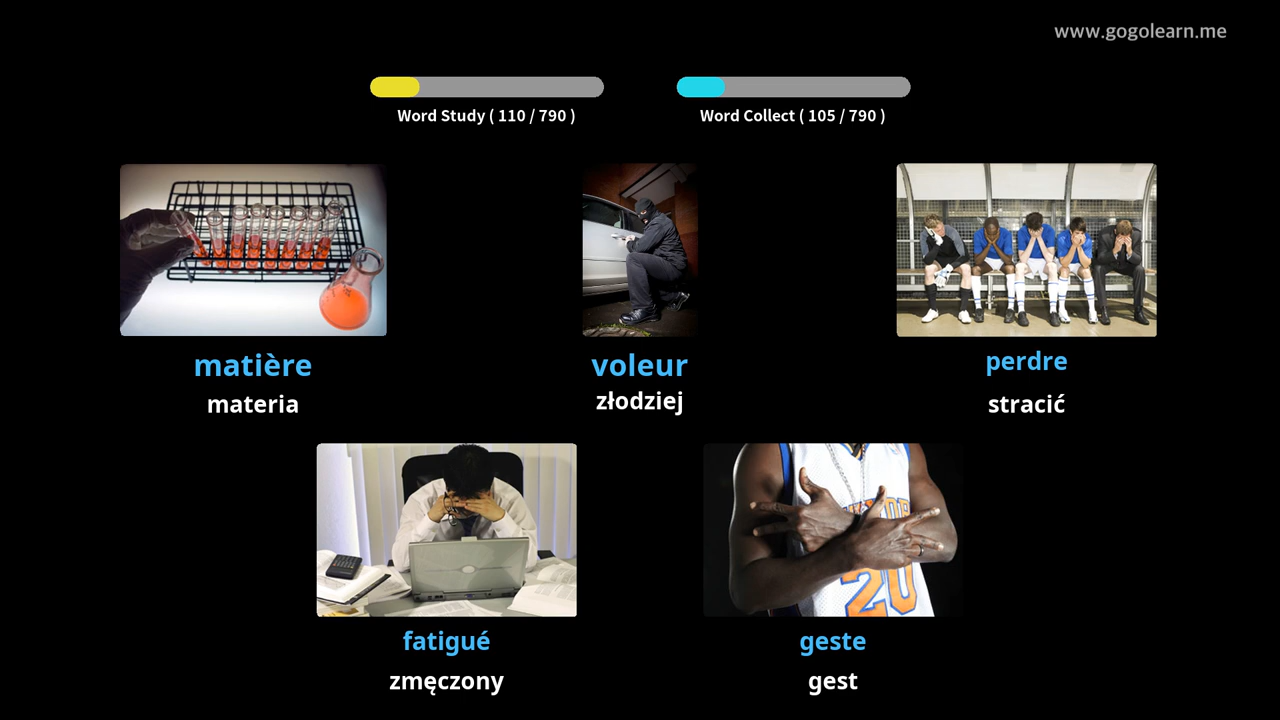 www.gogolearn.me
Word Study ( 110 / 790 )
Word Collect ( 105 / 790 )
matière
materia
voleur
złodziej
perdre
stracić
fatigué
zmęczony
geste
gest
20